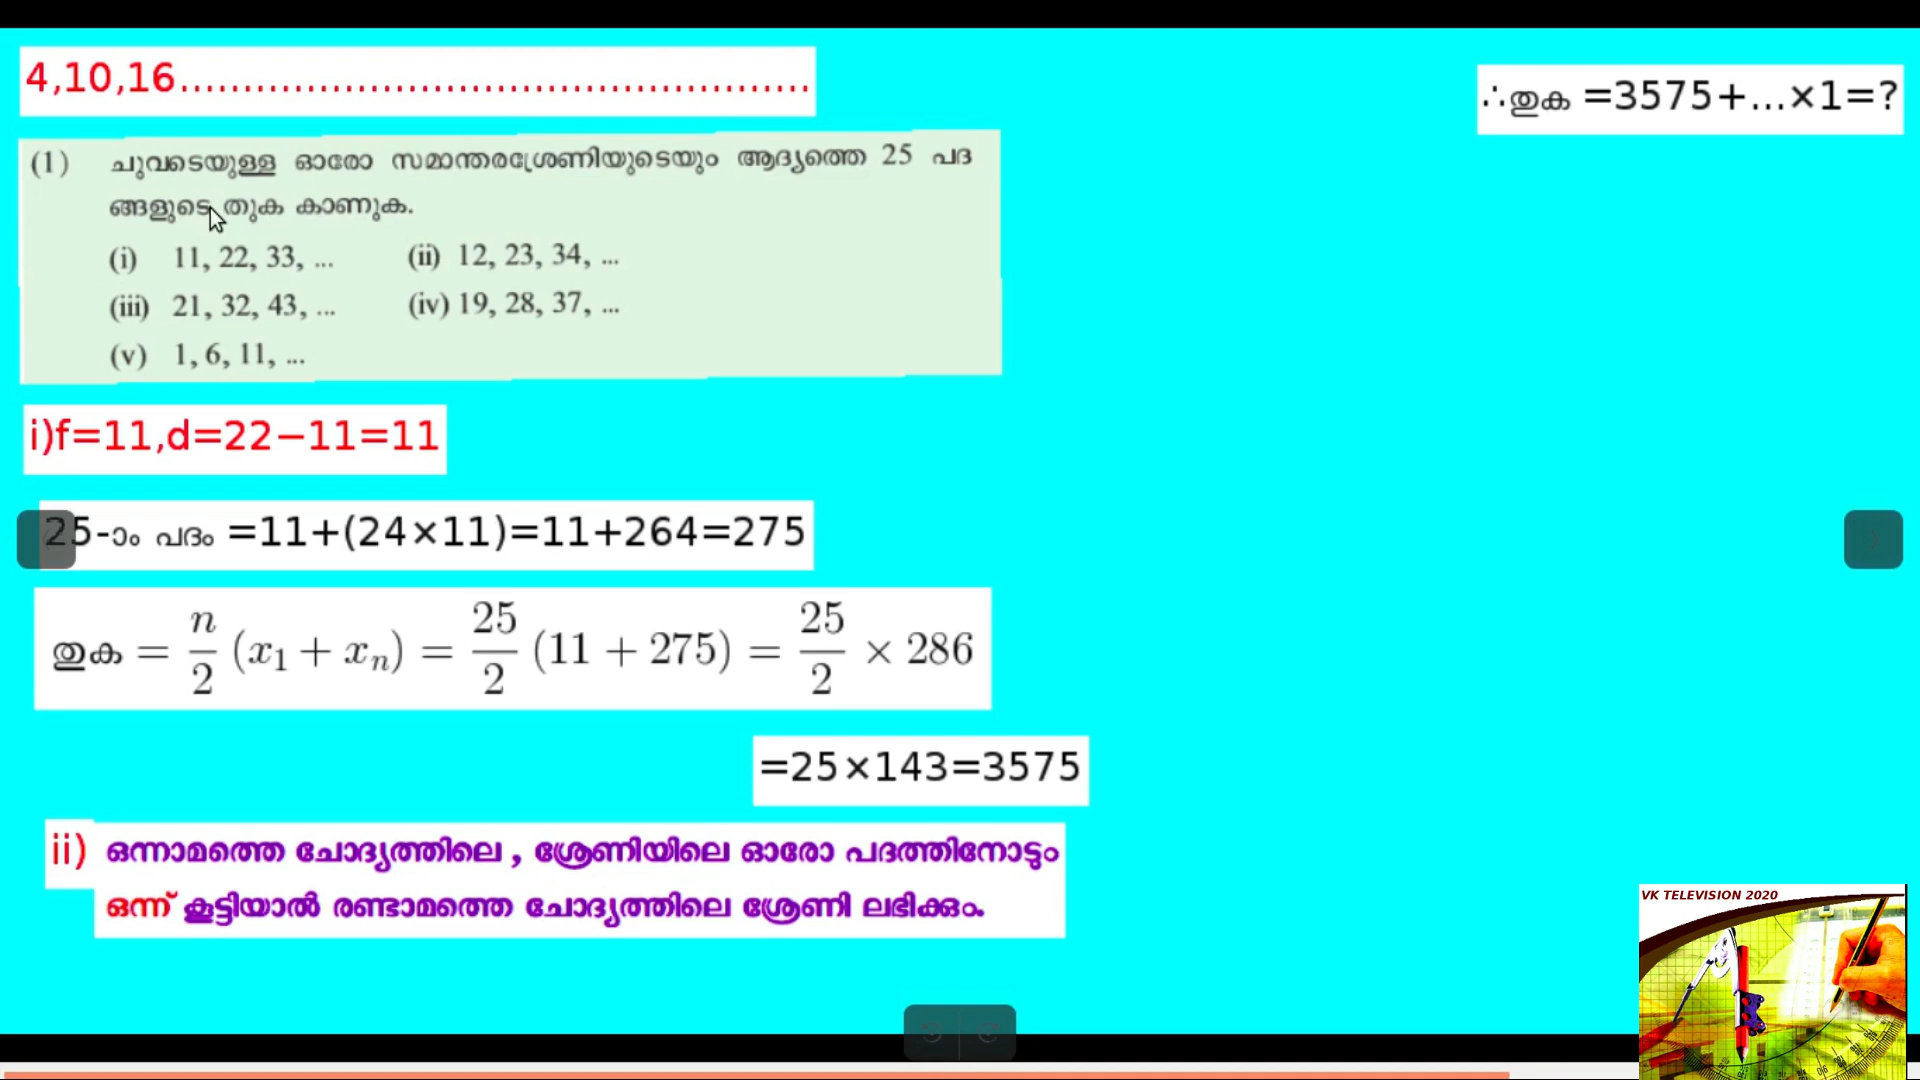 4,10,16..................................................
∴തുക =3575+...×1=?
(1) ചുവടെയുള്ള ഓരോ സമാന്തരശ്രേണിയുടെയും ആദ്യത്തെ 25 പദ
ങ്ങളുടെ തുക കാണുക.
(i) 11, 22, 33, ... (ii) 12, 23, 34, ...
(iii) 21, 32, 43, ... (iv) 19, 28, 37, ...
(v) 1, 6, 11, ...
i)f=11,d=22−11=11
25-ാം പദം =11+(24×11)=11+264=275
തുക = n/2 (x₁ + xₙ) = 25/2 (11 + 275) = 25/2 × 286
=25×143=3575
ii) ഒന്നാമത്തെ ചോദ്യത്തിലെ , ശ്രേണിയിലെ ഓരോ പദത്തിനോടും
ഒന്ന് കൂട്ടിയാൽ രണ്ടാമത്തെ ചോദ്യത്തിലെ ശ്രേണി ലഭിക്കും.
VK TELEVISION 2020